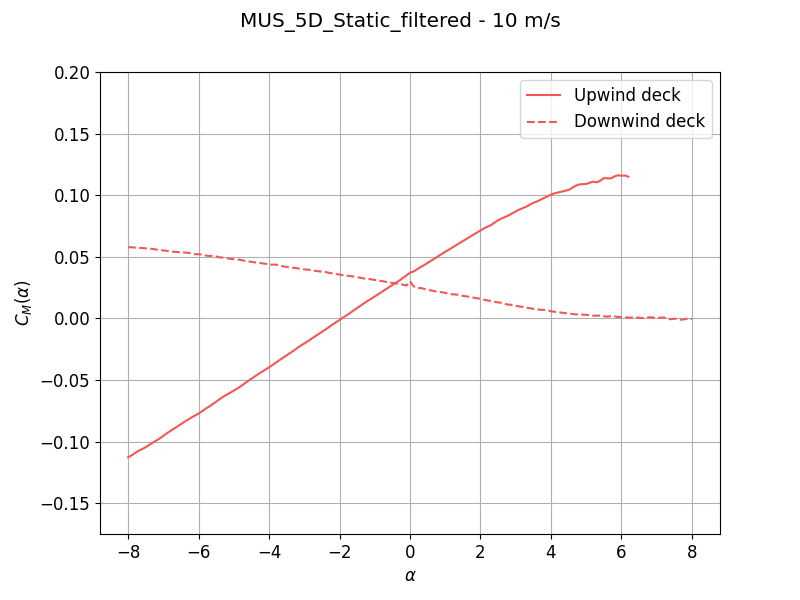 MUS_5D_Static_filtered - 10 m/s
Upwind deck
Downwind deck
0.20
0.15
0.10
0.05
0.00
−0.05
−0.10
−0.15
C_M(α)
−8 −6 −4 −2 0 2 4 6 8
α